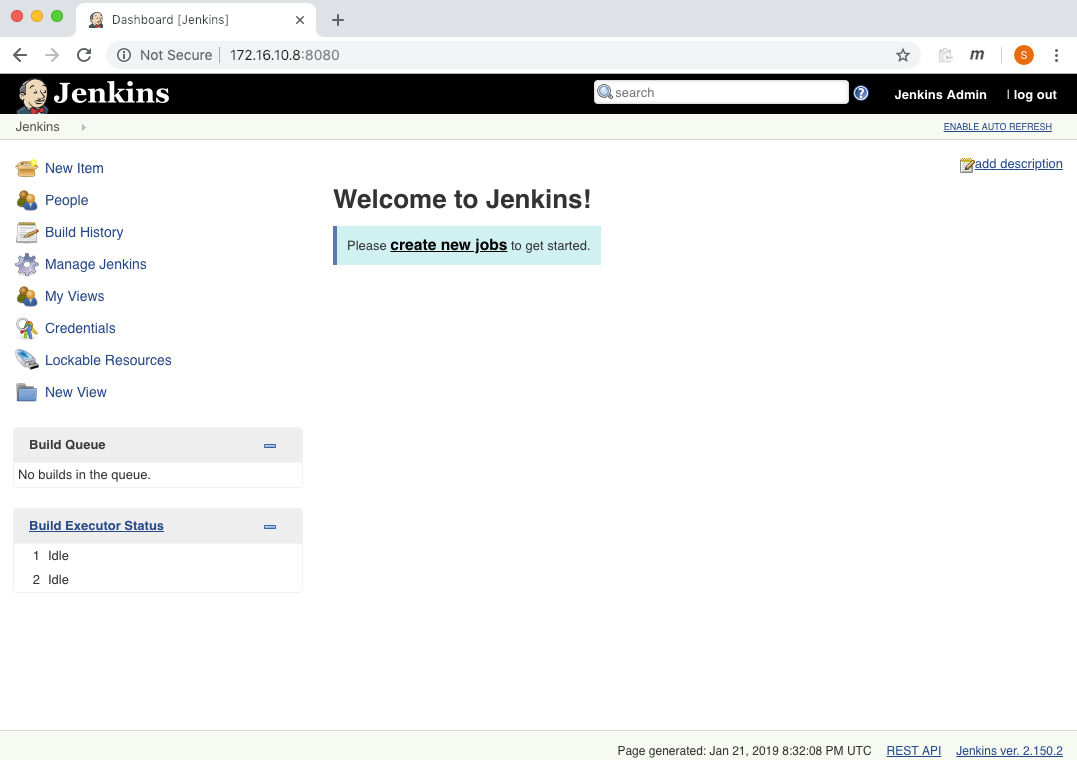 Dashboard [Jenkins]
Not Secure 172.16.10.8:8080
m
S
Jenkins
search
Jenkins Admin
| log out
Jenkins
ENABLE AUTO REFRESH
New Item
add description
People
Welcome to Jenkins!
Build History
Please create new jobs to get started.
Manage Jenkins
My Views
Credentials
Lockable Resources
New View
Build Queue
No builds in the queue.
Build Executor Status
1 Idle
2 Idle
Page generated: Jan 21, 2019 8:32:08 PM UTC REST API Jenkins ver. 2.150.2